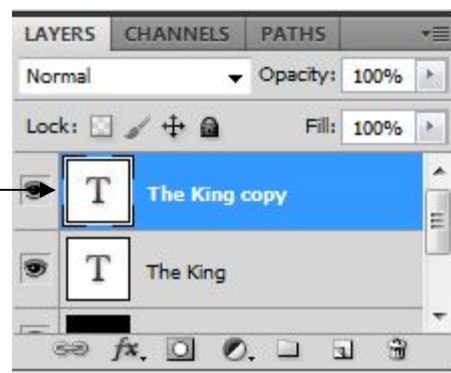 LAYERS CHANNELS PATHS
Normal Opacity: 100%
Lock: Fill: 100%
T The King copy
T The King
fx.